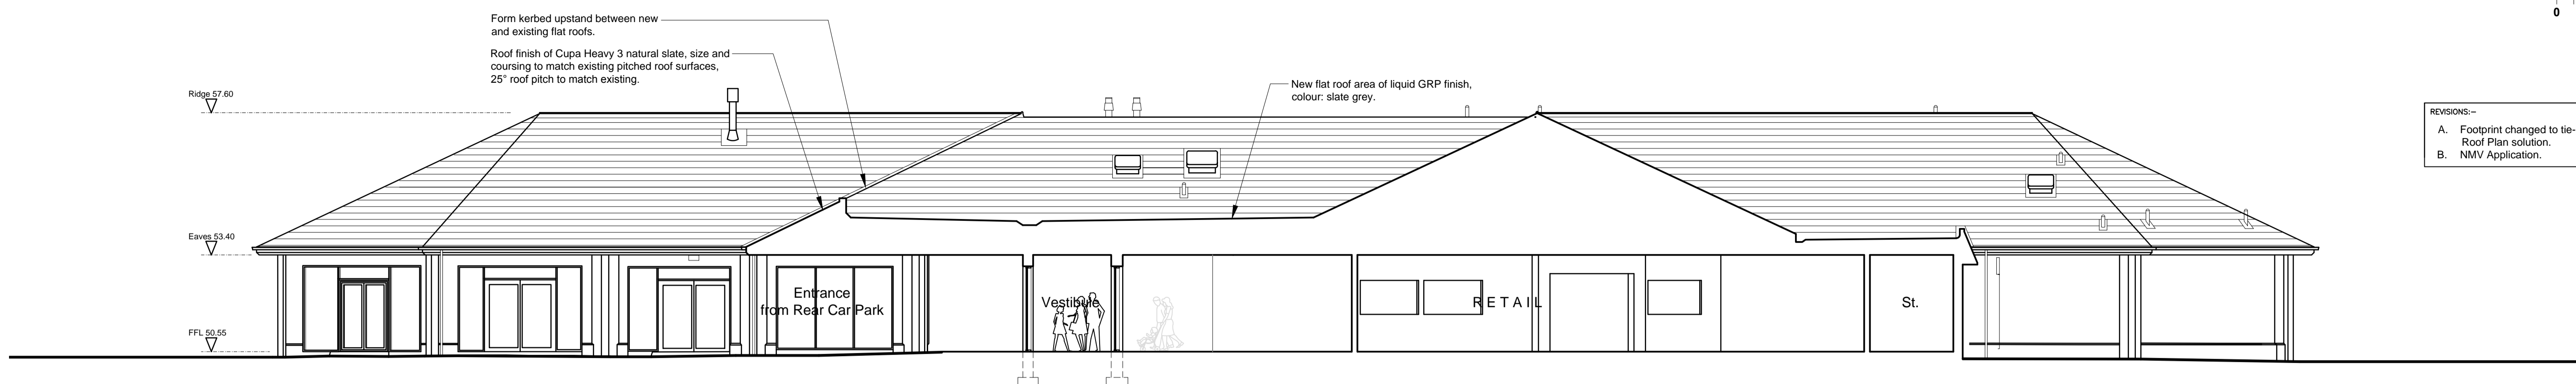 0
Form kerbed upstand between new
and existing flat roofs.
Roof finish of Cupa Heavy 3 natural slate, size and
coursing to match existing pitched roof surfaces,
25° roof pitch to match existing.
New flat roof area of liquid GRP finish,
colour: slate grey.
Ridge 57.60
REVISIONS:–
A. Footprint changed to tie-
Roof Plan solution.
B. NMV Application.
Eaves 53.40
Entrance
from Rear Car Park
Vestibule
RETAIL
St.
FFL 50.55